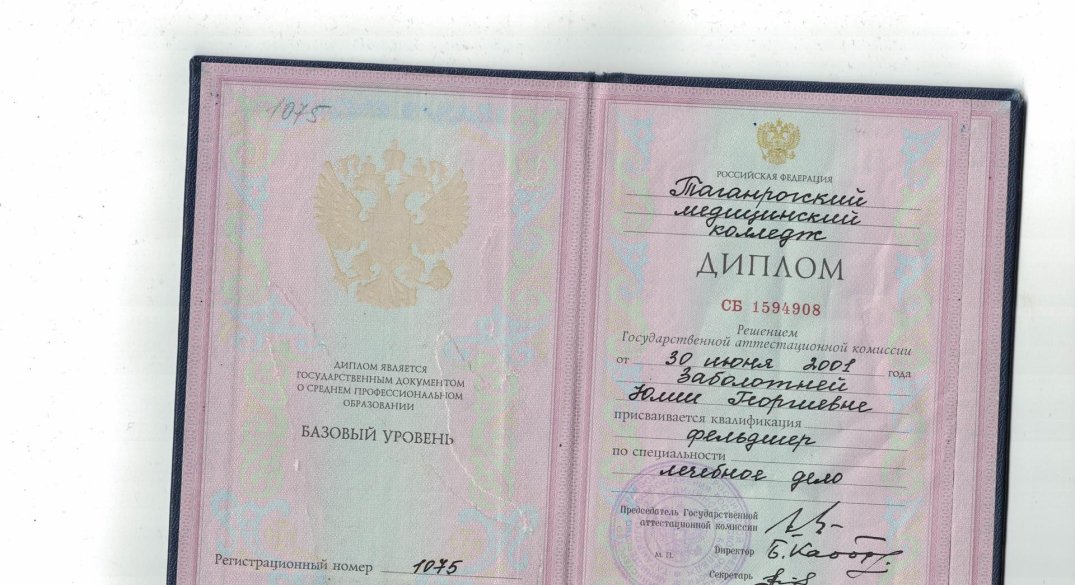 1075
ДИПЛОМ ЯВЛЯЕТСЯ
ГОСУДАРСТВЕННЫМ ДОКУМЕНТОМ
О СРЕДНЕМ ПРОФЕССИОНАЛЬНОМ
ОБРАЗОВАНИИ
БАЗОВЫЙ УРОВЕНЬ
Регистрационный номер 1075
РОССИЙСКАЯ ФЕДЕРАЦИЯ
Таганрогский
медицинский
колледж
ДИПЛОМ
СБ 1594908
Решением
Государственной аттестационной комиссии
от 30 июня 2001 года
Заболотней
Юлии Георгиевне
присваивается квалификация
фельдшер
по специальности
лечебное дело
Председатель Государственной
аттестационной комиссии
М. П. Директор
Секретарь